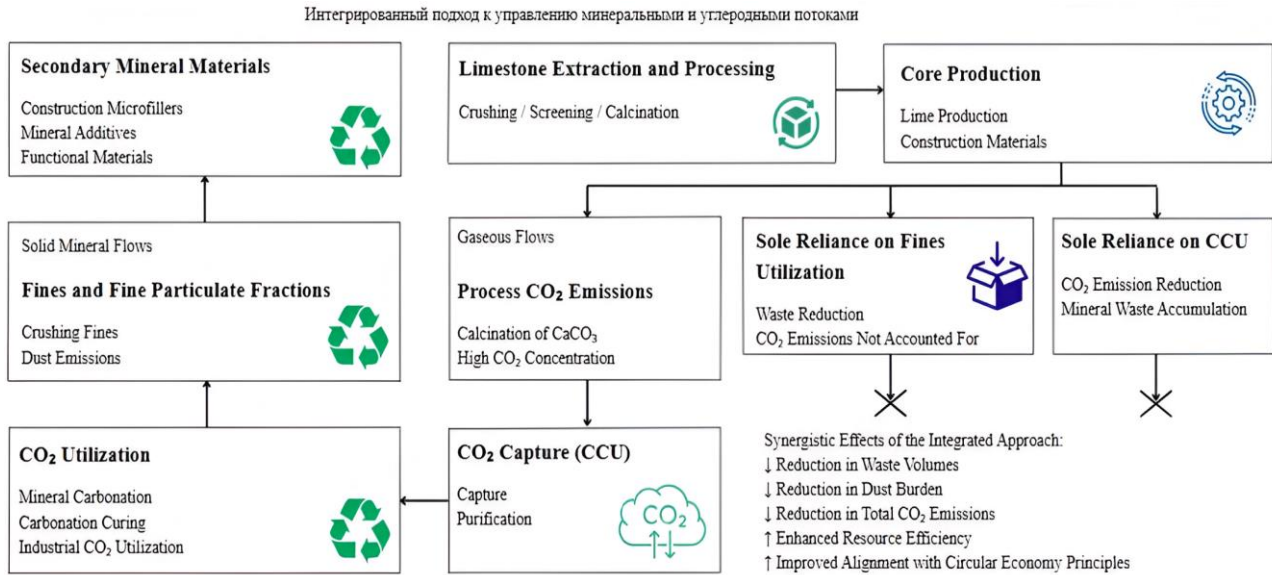 Интегрированный подход к управлению минеральными и углеродными потоками
Secondary Mineral Materials
Construction Microfillers
Mineral Additives
Functional Materials
Limestone Extraction and Processing
Crushing / Screening / Calcination
Core Production
Lime Production
Construction Materials
Solid Mineral Flows
Fines and Fine Particulate Fractions
Crushing Fines
Dust Emissions
Gaseous Flows
Process CO₂ Emissions
Calcination of CaCO₃
High CO₂ Concentration
Sole Reliance on Fines
Utilization
Waste Reduction
CO₂ Emissions Not Accounted For
Sole Reliance on CCU
CO₂ Emission Reduction
Mineral Waste Accumulation
CO₂ Utilization
Mineral Carbonation
Carbonation Curing
Industrial CO₂ Utilization
CO₂ Capture (CCU)
Capture
Purification
CO₂
Synergistic Effects of the Integrated Approach:
↓ Reduction in Waste Volumes
↓ Reduction in Dust Burden
↓ Reduction in Total CO₂ Emissions
↑ Enhanced Resource Efficiency
↑ Improved Alignment with Circular Economy Principles